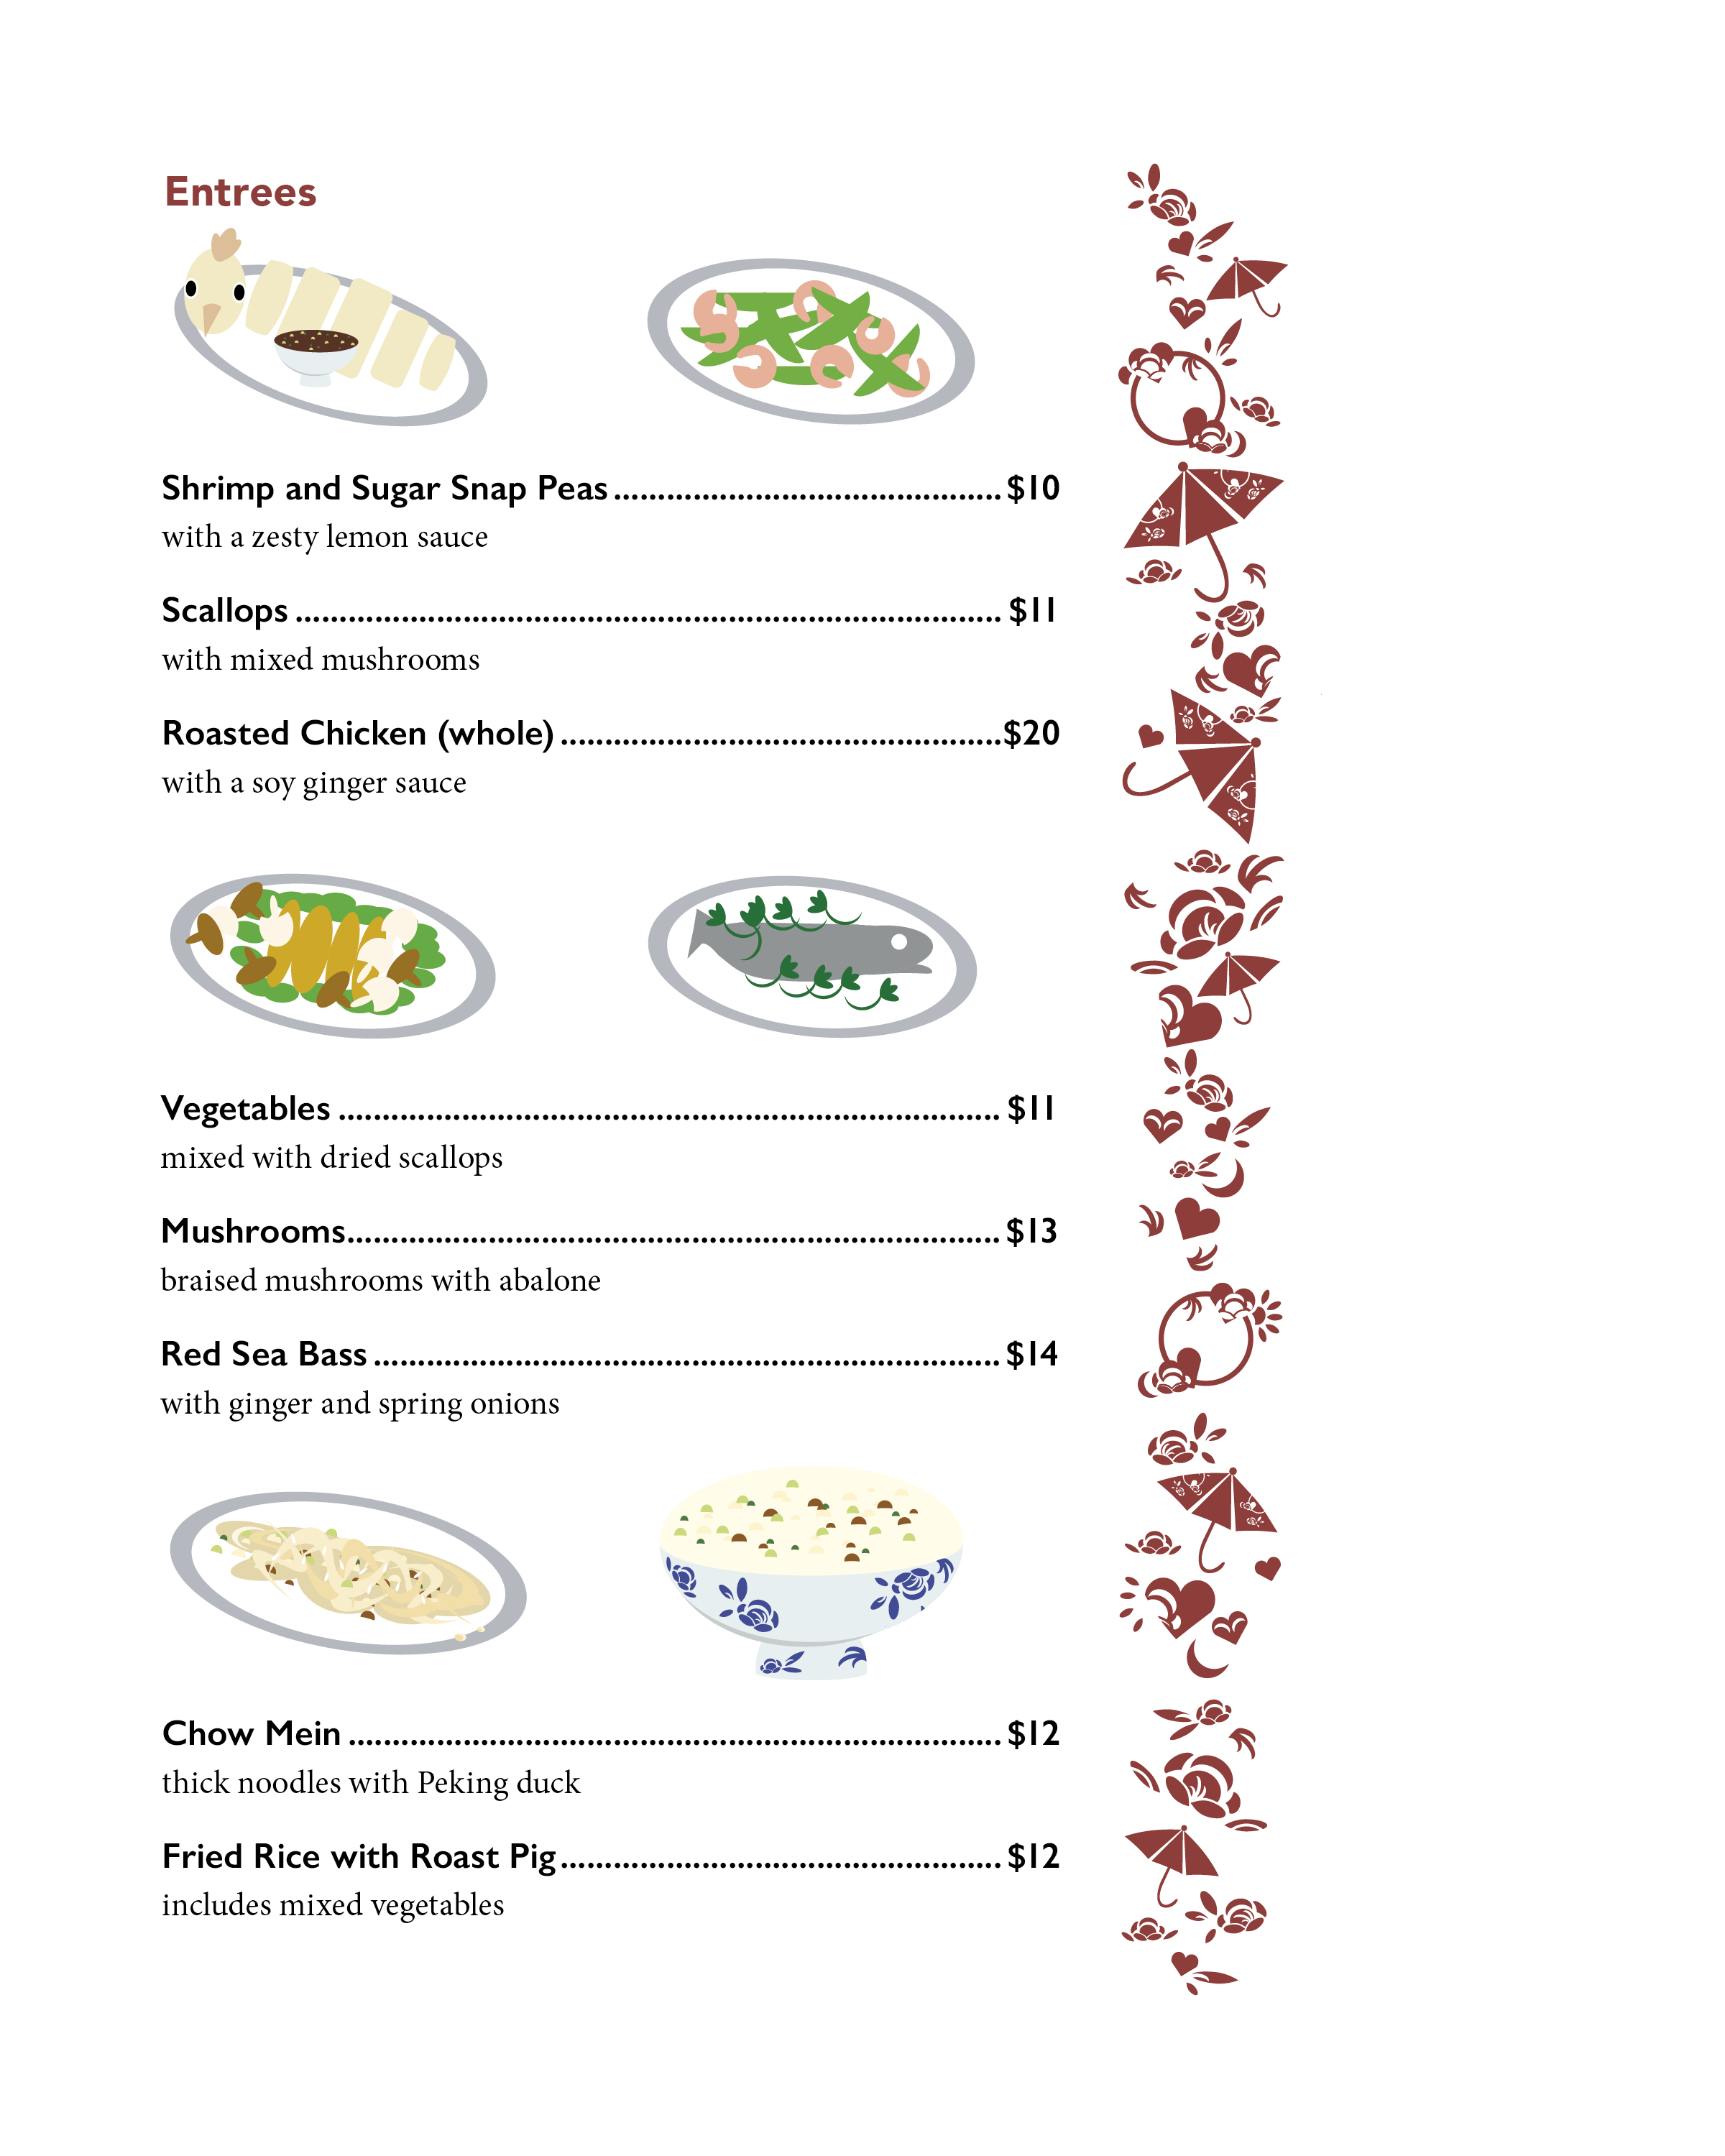 Entrees
Shrimp and Sugar Snap Peas............................................$10
with a zesty lemon sauce
Scallops ................................................................................ $11
with mixed mushrooms
Roasted Chicken (whole)..................................................$20
with a soy ginger sauce
Vegetables ........................................................................... $11
mixed with dried scallops
Mushrooms.......................................................................... $13
braised mushrooms with abalone
Red Sea Bass ....................................................................... $14
with ginger and spring onions
Chow Mein .......................................................................... $12
thick noodles with Peking duck
Fried Rice with Roast Pig.................................................. $12
includes mixed vegetables